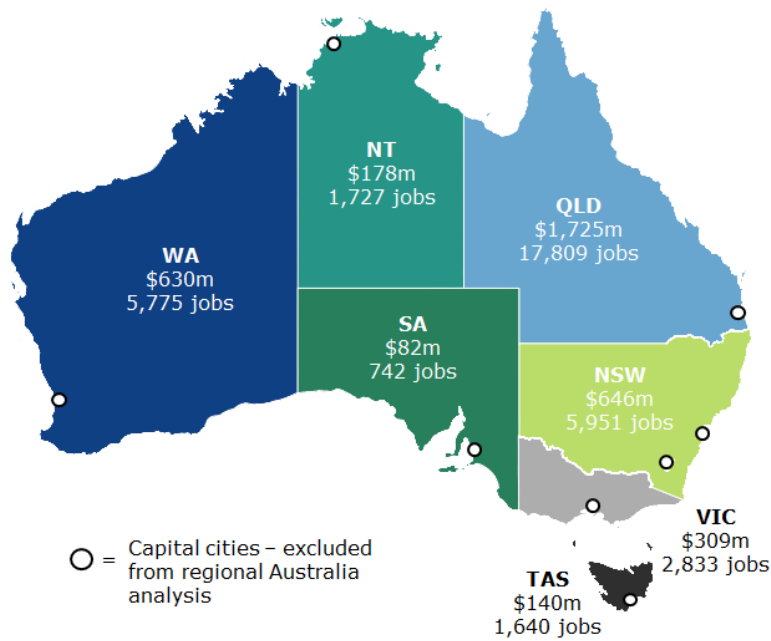 NT
$178m
1,727 jobs
QLD
$1,725m
17,809 jobs
WA
$630m
5,775 jobs
SA
$82m
742 jobs
NSW
$646m
5,951 jobs
VIC
$309m
2,833 jobs
TAS
$140m
1,640 jobs
= Capital cities – excluded
from regional Australia
analysis